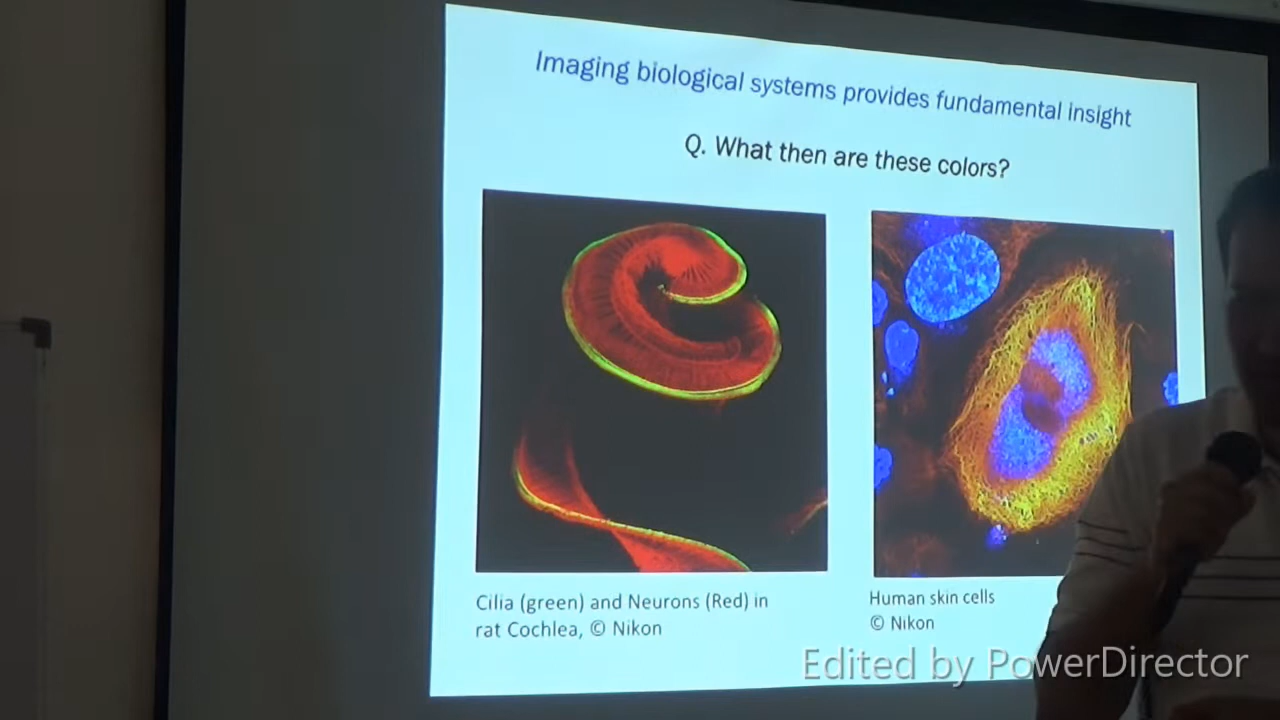 Imaging biological systems provides fundamental insight
Q. What then are these colors?
Cilia (green) and Neurons (Red) in
rat Cochlea, © Nikon
Human skin cells
© Nikon
Edited by PowerDirector